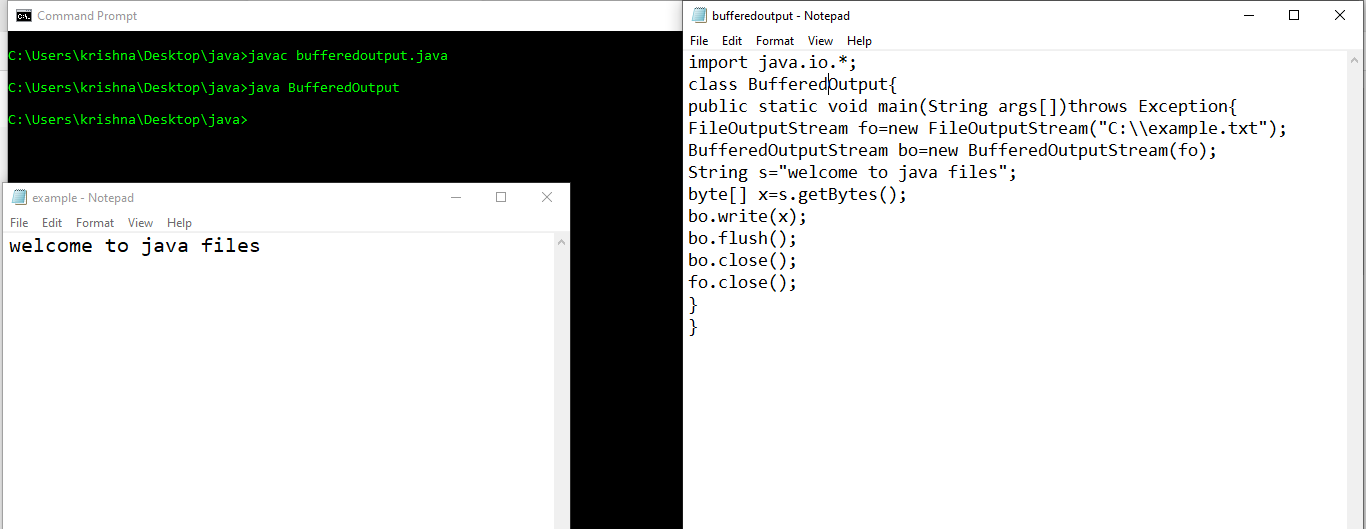 Command Prompt
C:\Users\krishna\Desktop\java>javac bufferedoutput.java
C:\Users\krishna\Desktop\java>java BufferedOutput
C:\Users\krishna\Desktop\java>
example - Notepad
File Edit Format View Help
welcome to java files
bufferedoutput - Notepad
File Edit Format View Help
import java.io.*;
class BufferedOutput{
public static void main(String args[])throws Exception{
FileOutputStream fo=new FileOutputStream("C:\\example.txt");
BufferedOutputStream bo=new BufferedOutputStream(fo);
String s="welcome to java files";
byte[] x=s.getBytes();
bo.write(x);
bo.flush();
bo.close();
fo.close();
}
}